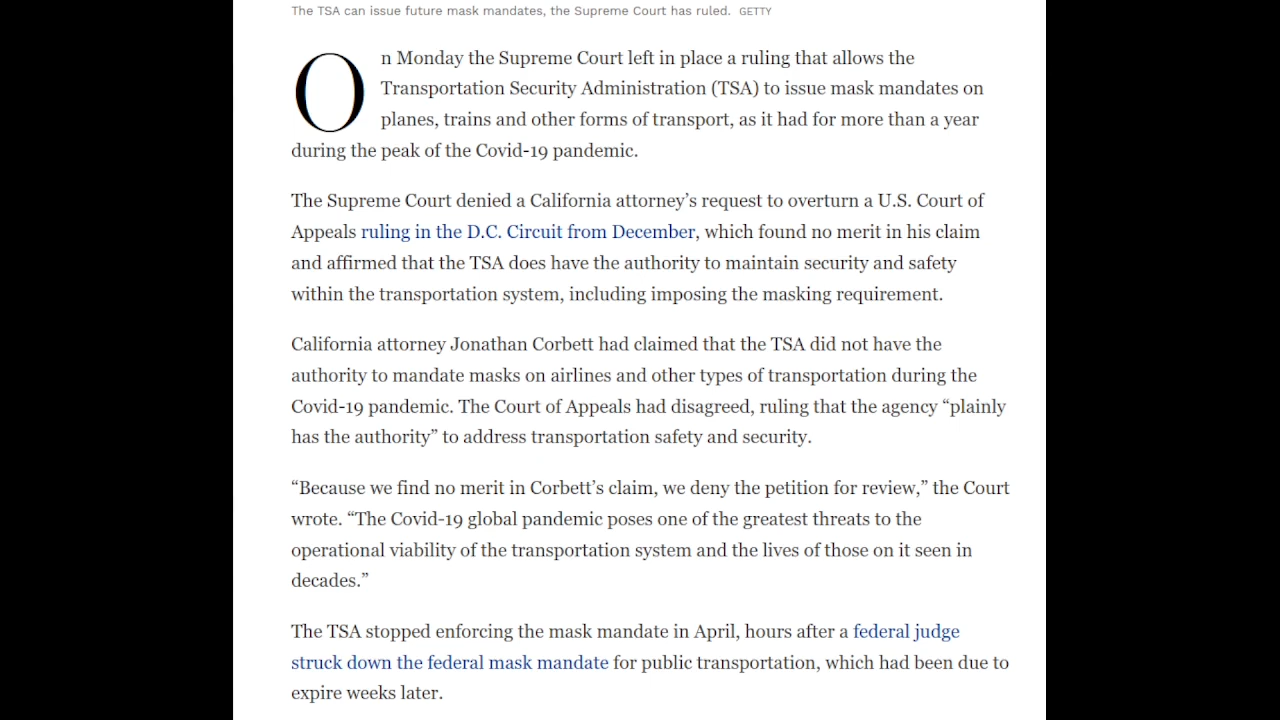 The TSA can issue future mask mandates, the Supreme Court has ruled. GETTY
On Monday the Supreme Court left in place a ruling that allows the
Transportation Security Administration (TSA) to issue mask mandates on
planes, trains and other forms of transport, as it had for more than a year
during the peak of the Covid-19 pandemic.
The Supreme Court denied a California attorney’s request to overturn a U.S. Court of
Appeals ruling in the D.C. Circuit from December, which found no merit in his claim
and affirmed that the TSA does have the authority to maintain security and safety
within the transportation system, including imposing the masking requirement.
California attorney Jonathan Corbett had claimed that the TSA did not have the
authority to mandate masks on airlines and other types of transportation during the
Covid-19 pandemic. The Court of Appeals had disagreed, ruling that the agency “plainly
has the authority” to address transportation safety and security.
“Because we find no merit in Corbett’s claim, we deny the petition for review,” the Court
wrote. “The Covid-19 global pandemic poses one of the greatest threats to the
operational viability of the transportation system and the lives of those on it seen in
decades.”
The TSA stopped enforcing the mask mandate in April, hours after a federal judge
struck down the federal mask mandate for public transportation, which had been due to
expire weeks later.